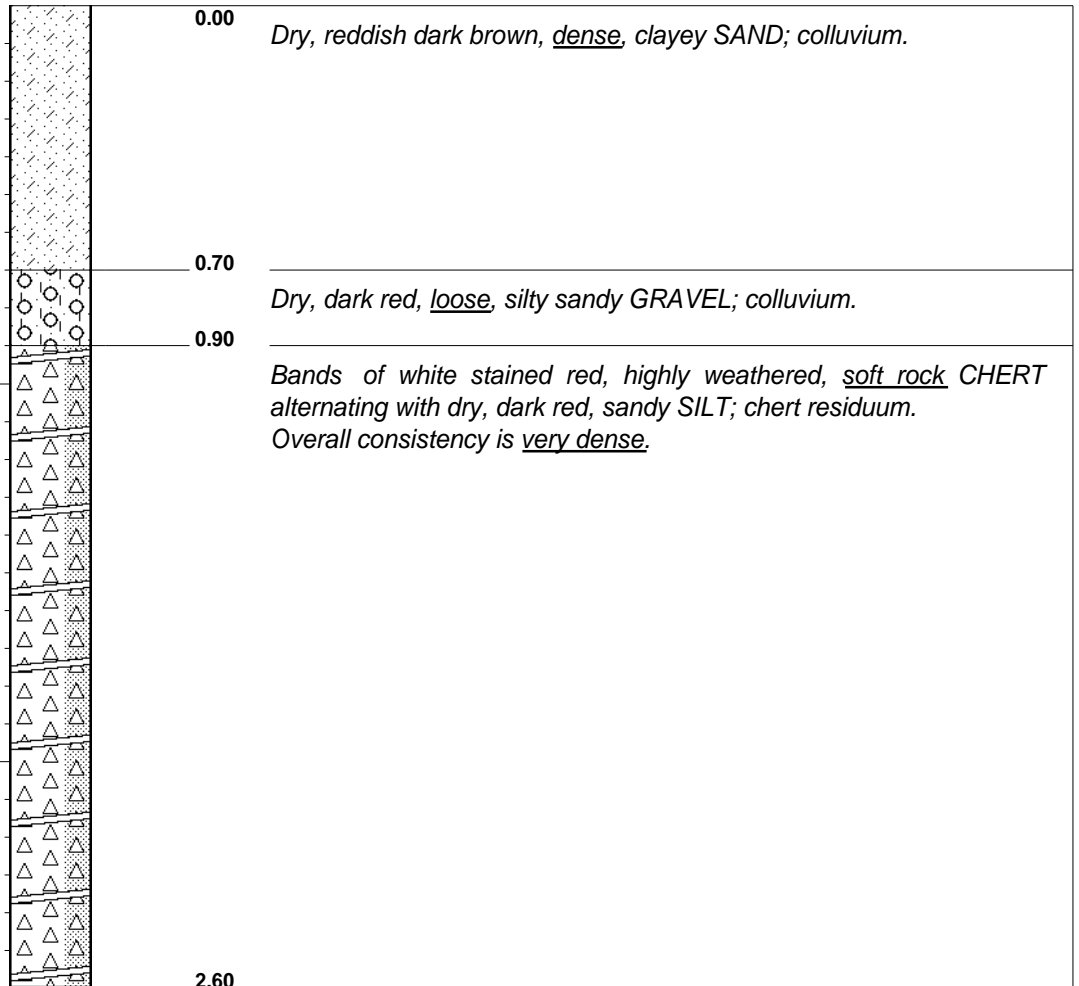 0.00
Dry, reddish dark brown, dense, clayey SAND; colluvium.
0.70
Dry, dark red, loose, silty sandy GRAVEL; colluvium.
0.90
Bands of white stained red, highly weathered, soft rock CHERT
alternating with dry, dark red, sandy SILT; chert residuum.
Overall consistency is very dense.
2.60